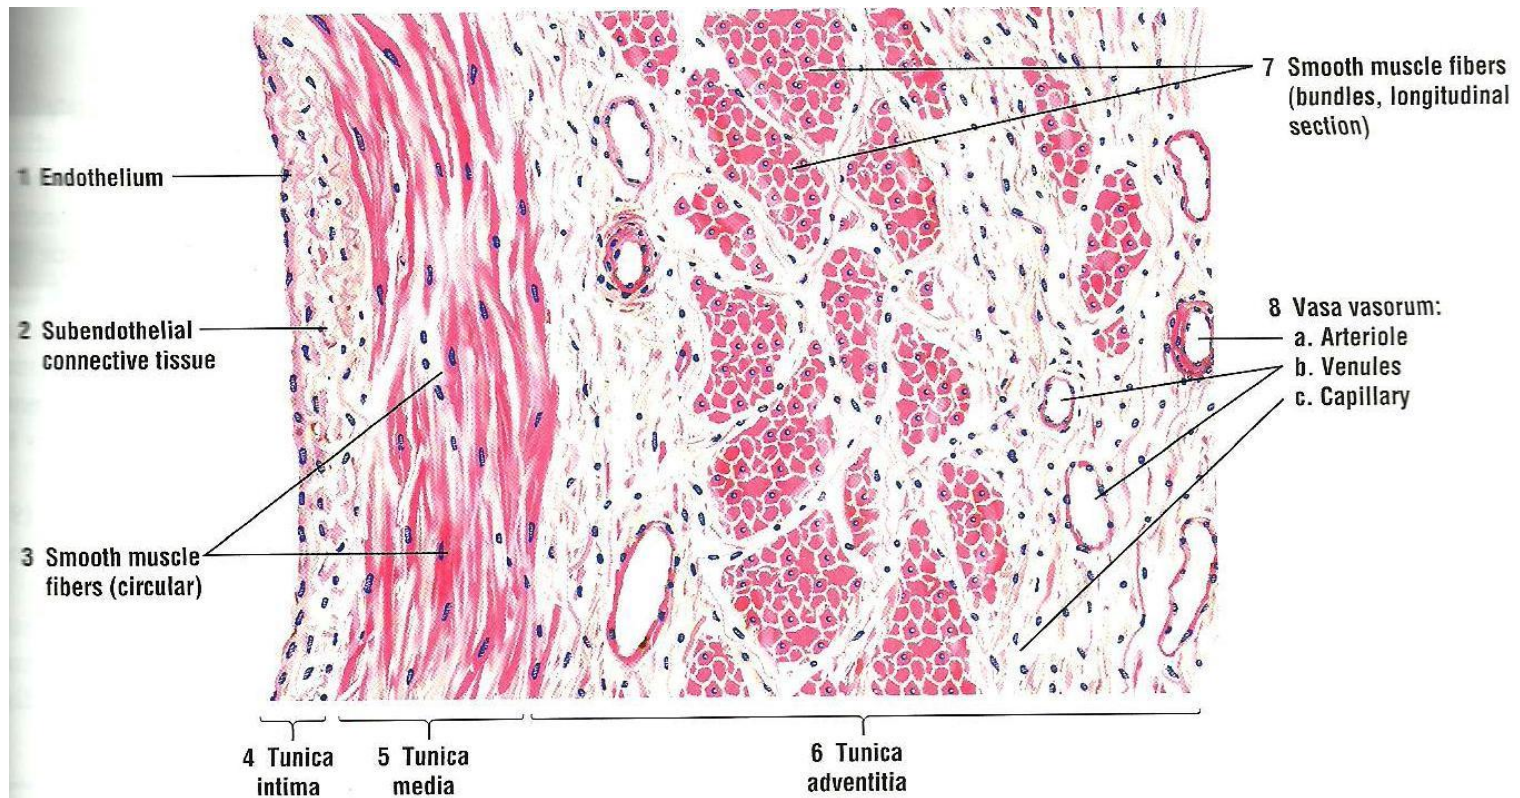 1 Endothelium
2 Subendothelial
connective tissue
3 Smooth muscle
fibers (circular)
4 Tunica
intima
5 Tunica
media
6 Tunica
adventitia
7 Smooth muscle fibers
(bundles, longitudinal
section)
8 Vasa vasorum:
a. Arteriole
b. Venules
c. Capillary